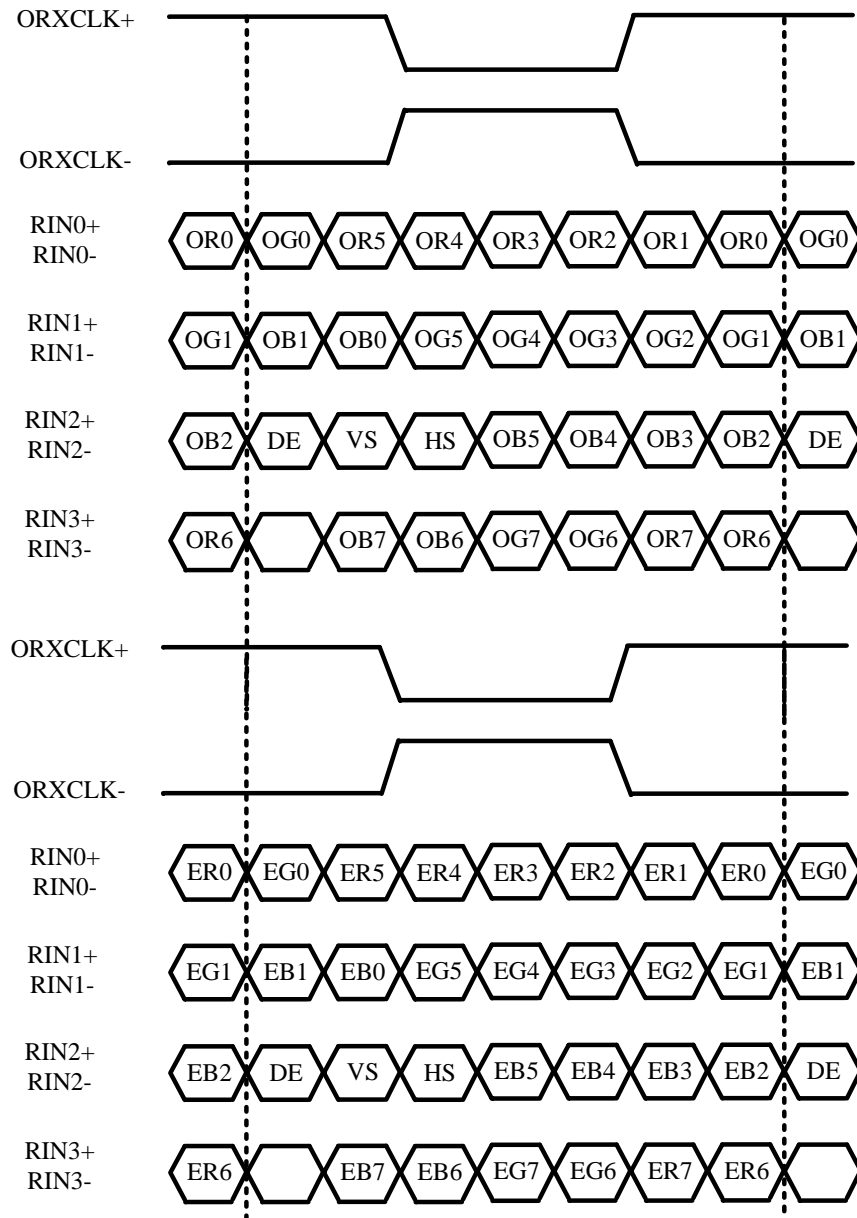 ORXCLK+
ORXCLK-
RIN0+
RIN0-
OR0 OG0 OR5 OR4 OR3 OR2 OR1 OR0 OG0
RIN1+
RIN1-
OG1 OB1 OB0 OG5 OG4 OG3 OG2 OG1 OB1
RIN2+
RIN2-
OB2 DE VS HS OB5 OB4 OB3 OB2 DE
RIN3+
RIN3-
OR6 OB7 OB6 OG7 OG6 OR7 OR6
ORXCLK+
ORXCLK-
RIN0+
RIN0-
ER0 EG0 ER5 ER4 ER3 ER2 ER1 ER0 EG0
RIN1+
RIN1-
EG1 EB1 EB0 EG5 EG4 EG3 EG2 EG1 EB1
RIN2+
RIN2-
EB2 DE VS HS EB5 EB4 EB3 EB2 DE
RIN3+
RIN3-
ER6 EB7 EB6 EG7 EG6 ER7 ER6